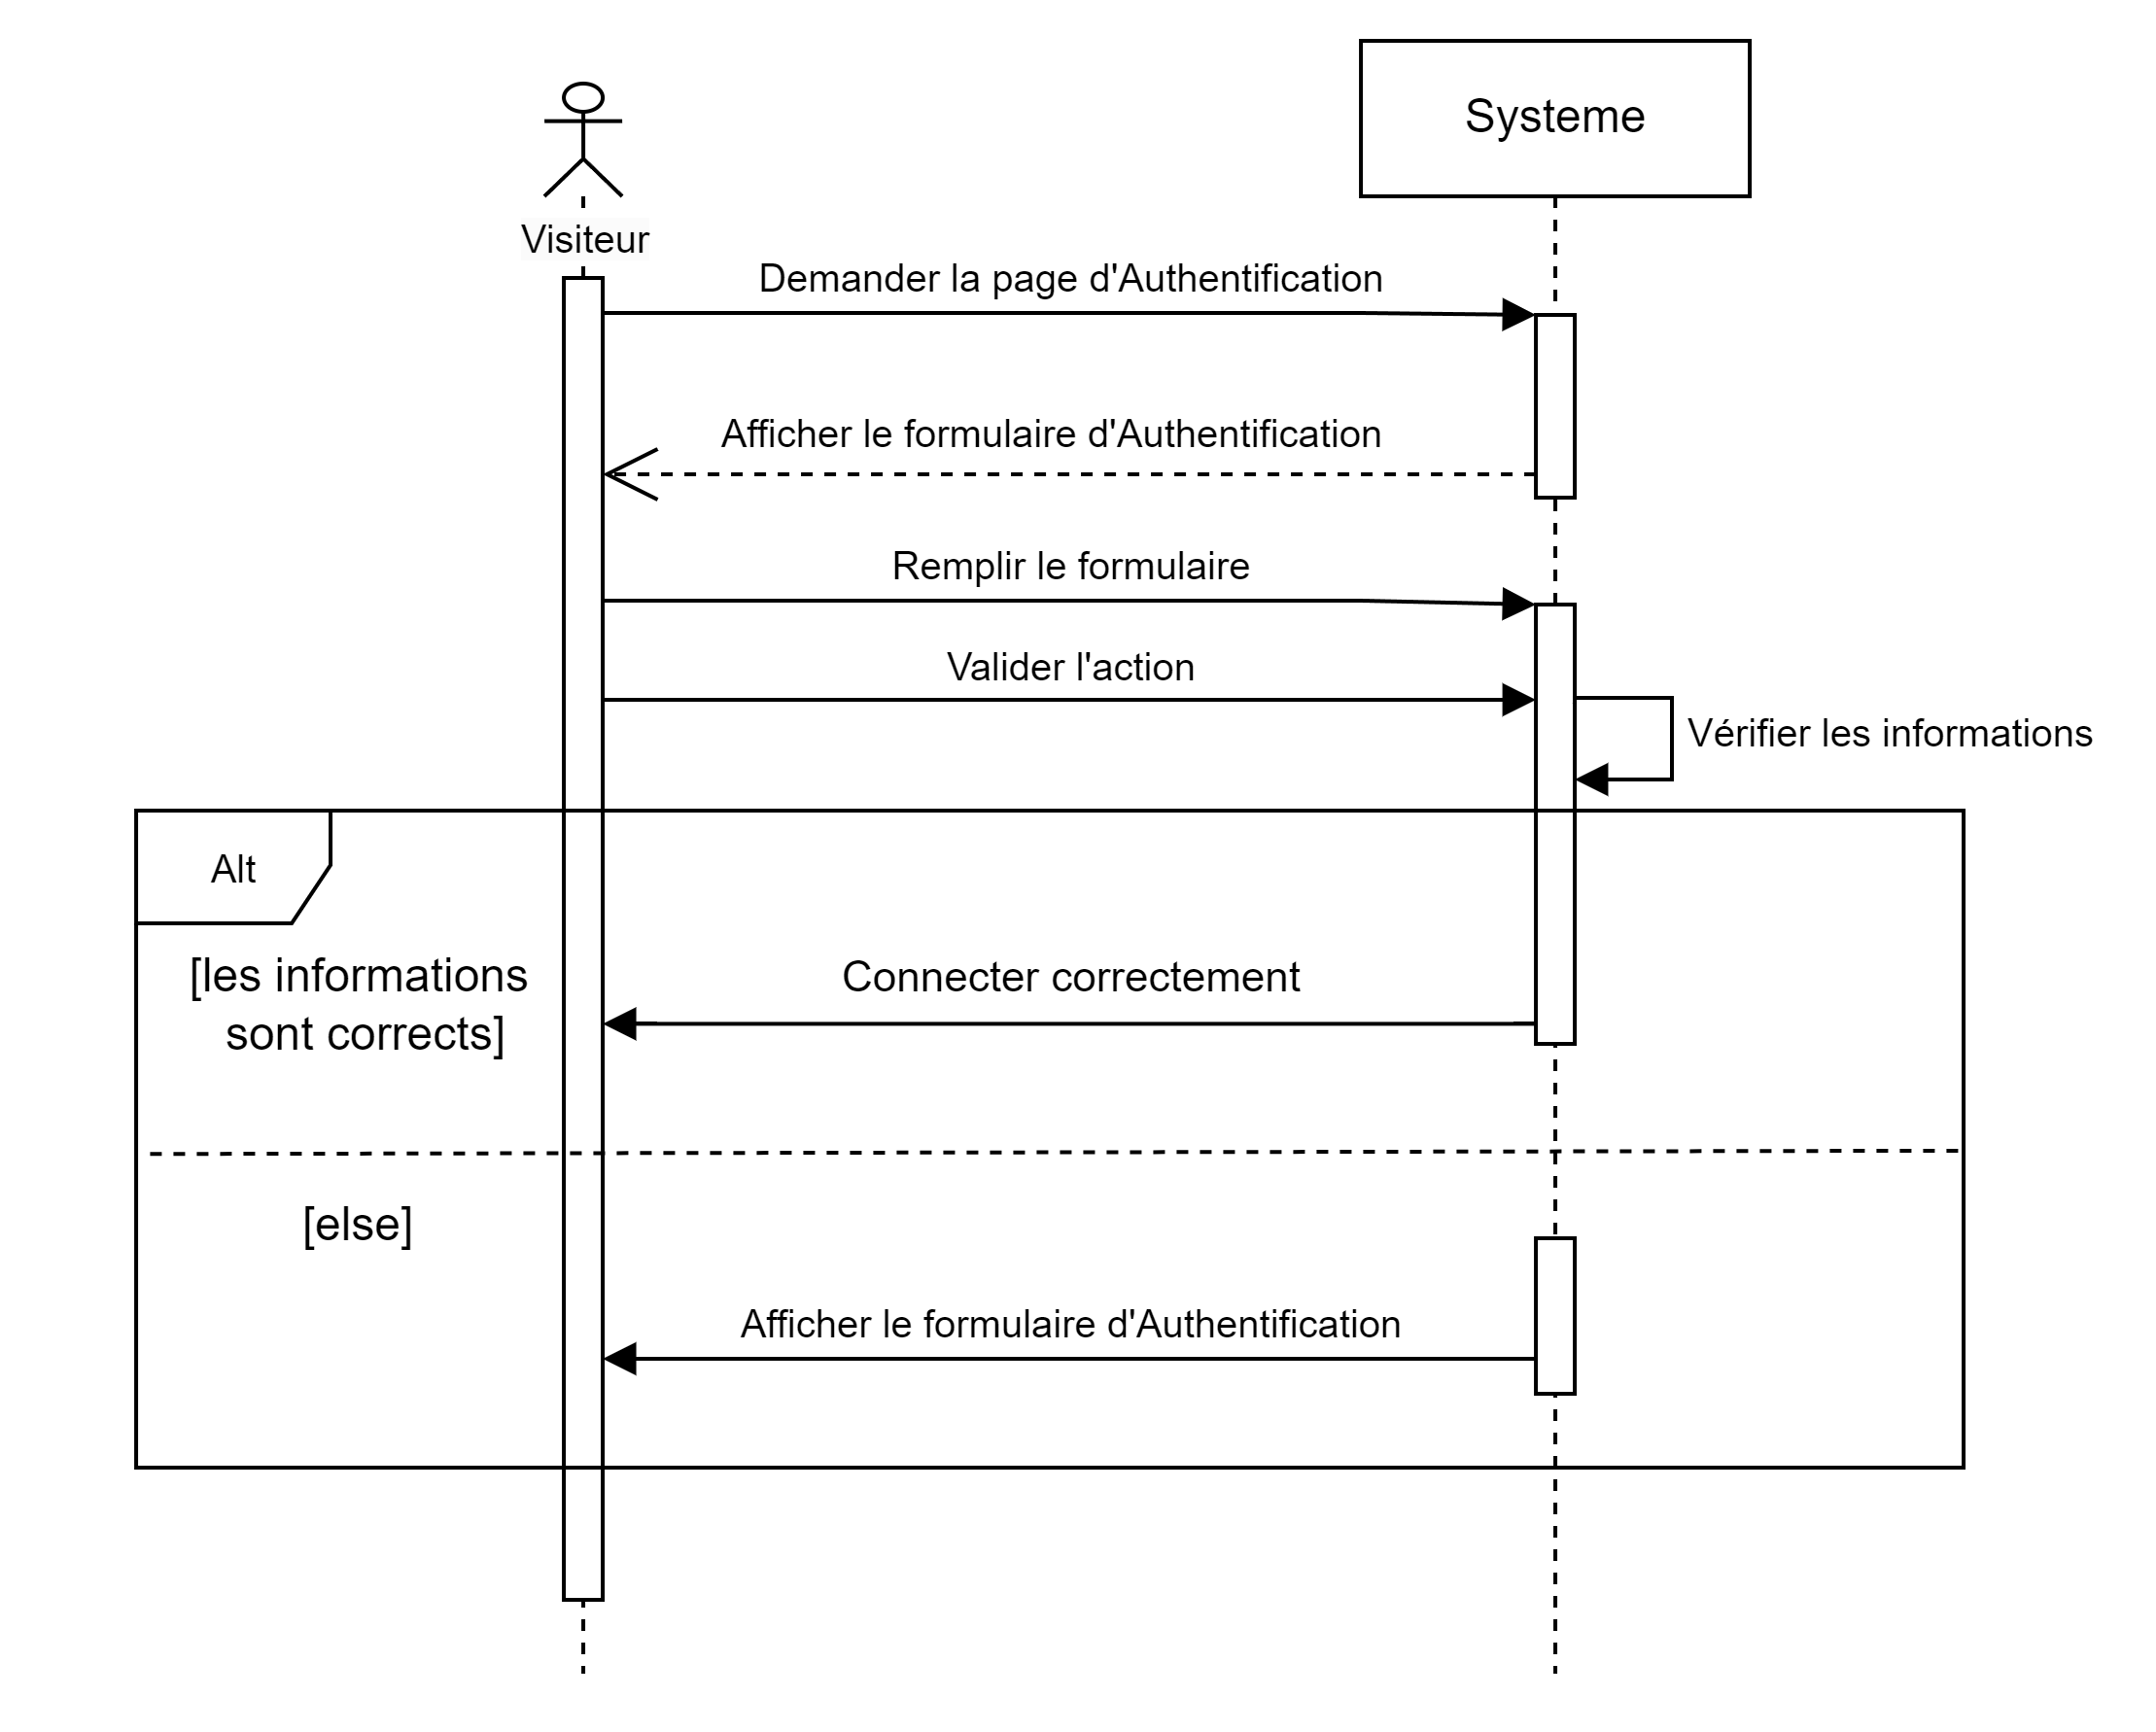 Systeme
Visiteur
Demander la page d'Authentification
Afficher le formulaire d'Authentification
Remplir le formulaire
Valider l'action
Vérifier les informations
Alt
[les informations
sont corrects]
Connecter correctement
[else]
Afficher le formulaire d'Authentification